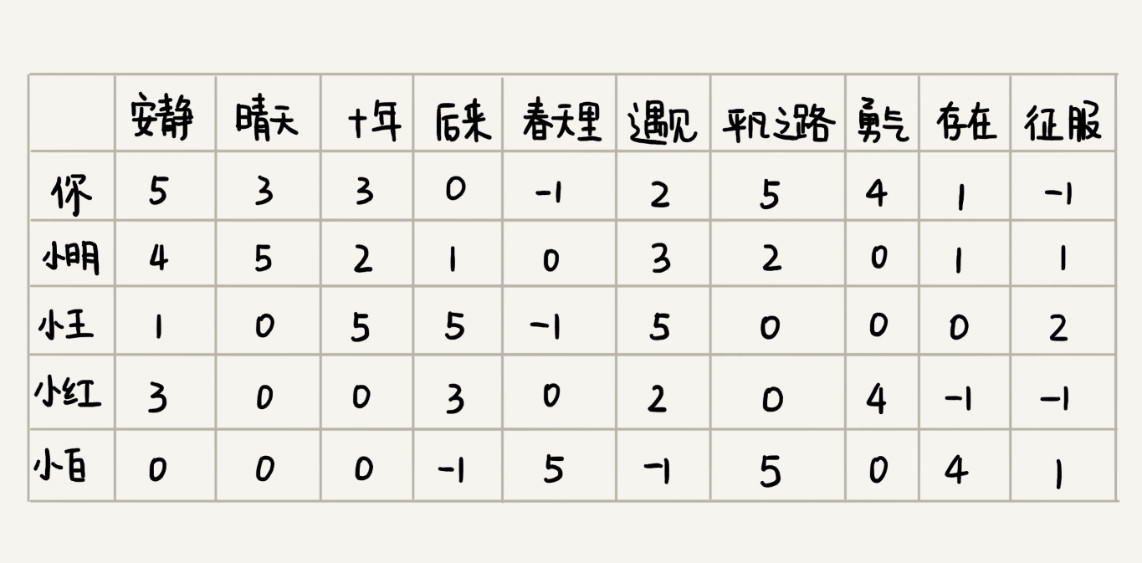 安静 晴天 十年 后来 春天里 遇见 平凡之路 勇气 存在 征服
你 5 3 3 0 -1 2 5 4 1 -1
小明 4 5 2 1 0 3 2 0 1 1
小王 1 0 5 5 -1 5 0 0 0 2
小红 3 0 0 3 0 2 0 4 -1 -1
小白 0 0 0 -1 5 -1 5 0 4 1